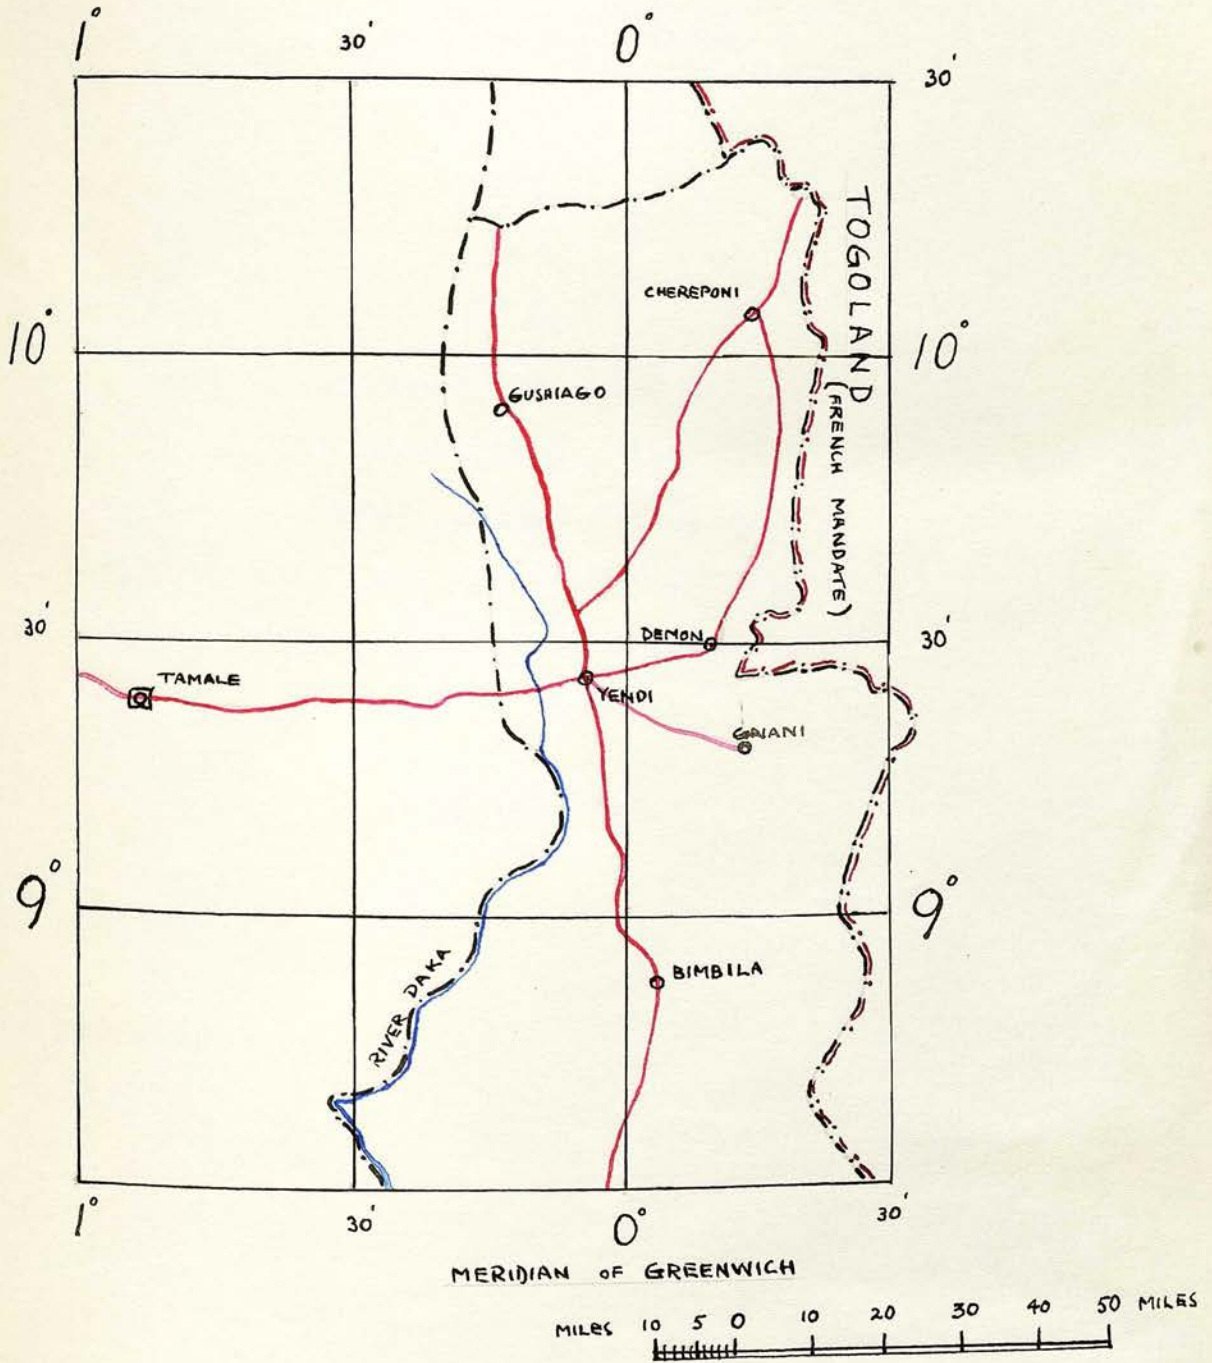 1° 30' 0°
30'
TOGOLAND
(FRENCH MANDATE)
CHEREPONI
10° 10°
GUSHIAGO
30' 30'
DEMON
TAMALE
YENDI
GAIANI
9° 9°
BIMBILA
RIVER DAKA
1° 30' 0° 30'
MERIDIAN OF GREENWICH
MILES 10 5 0 10 20 30 40 50 MILES